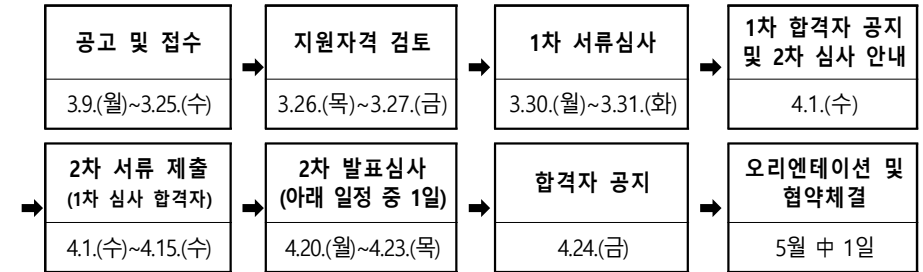 공고 및 접수
3.9.(월)~3.25.(수)
➡
지원자격 검토
3.26.(목)~3.27.(금)
➡
1차 서류심사
3.30.(월)~3.31.(화)
➡
1차 합격자 공지
및 2차 심사 안내
4.1.(수)
➡
2차 서류 제출
(1차 심사 합격자)
4.1.(수)~4.15.(수)
➡
2차 발표심사
(아래 일정 중 1일)
4.20.(월)~4.23.(목)
➡
합격자 공지
4.24.(금)
➡
오리엔테이션 및
협약체결
5월 中 1일